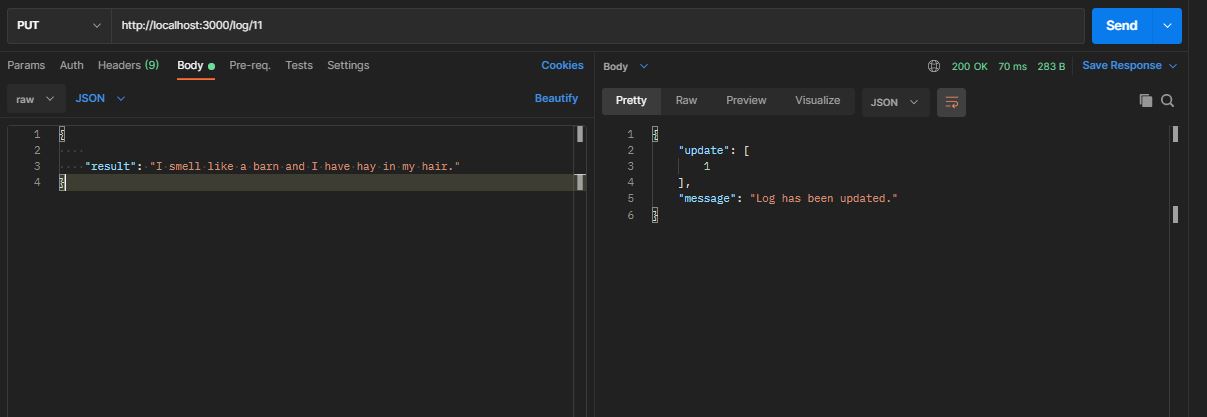 PUT http://localhost:3000/log/11 Send
Params Auth Headers (9) Body Pre-req. Tests Settings Cookies
raw JSON Beautify
1 {
2 ····
3 ····"result":·"I·smell·like·a·barn·and·I·have·hay·in·my·hair."
4 }
Body 200 OK 70 ms 283 B Save Response
Pretty Raw Preview Visualize JSON
1 {
2 "update": [
3 1
4 ],
5 "message": "Log has been updated."
6 }